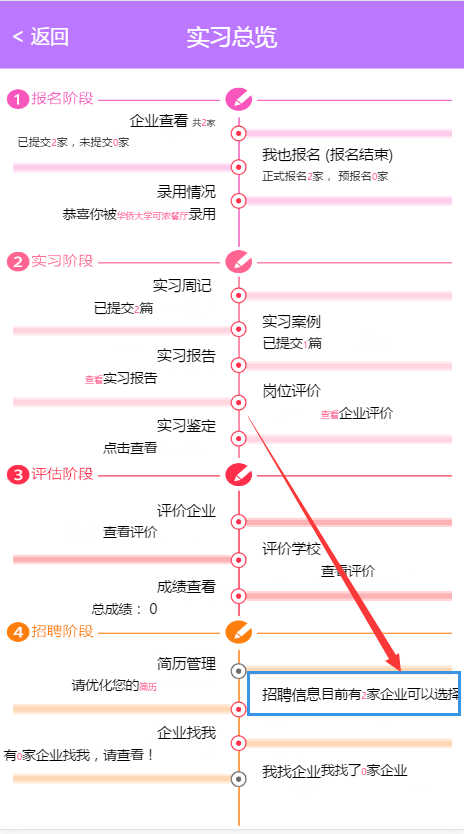 < 返回
实习总览
1 报名阶段
企业查看 共2家
已提交2家，未提交0家
我也报名 (报名结束)
正式报名2家， 预报名0家
录用情况
恭喜你被华侨大学可浓餐厅录用
2 实习阶段
实习周记
已提交2篇
实习案例
已提交1篇
实习报告
查看实习报告
岗位评价
查看企业评价
实习鉴定
点击查看
3 评估阶段
评价企业
查看评价
评价学校
查看评价
成绩查看
总成绩： 0
4 招聘阶段
简历管理
请优化您的简历
招聘信息目前有2家企业可以选择
企业找我
有0家企业找我，请查看！
我找企业我找了0家企业